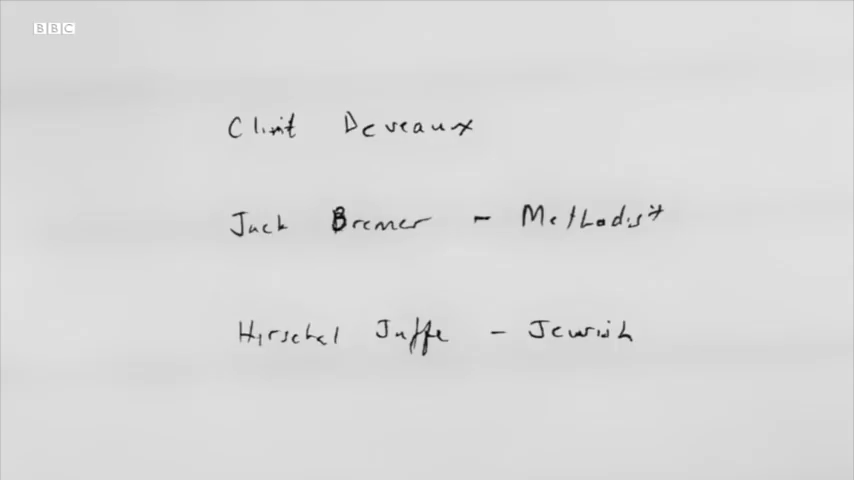 BBC
Clint Deveaux
Jack Bremer - Methodist
Hirschel Jaffe - Jewish